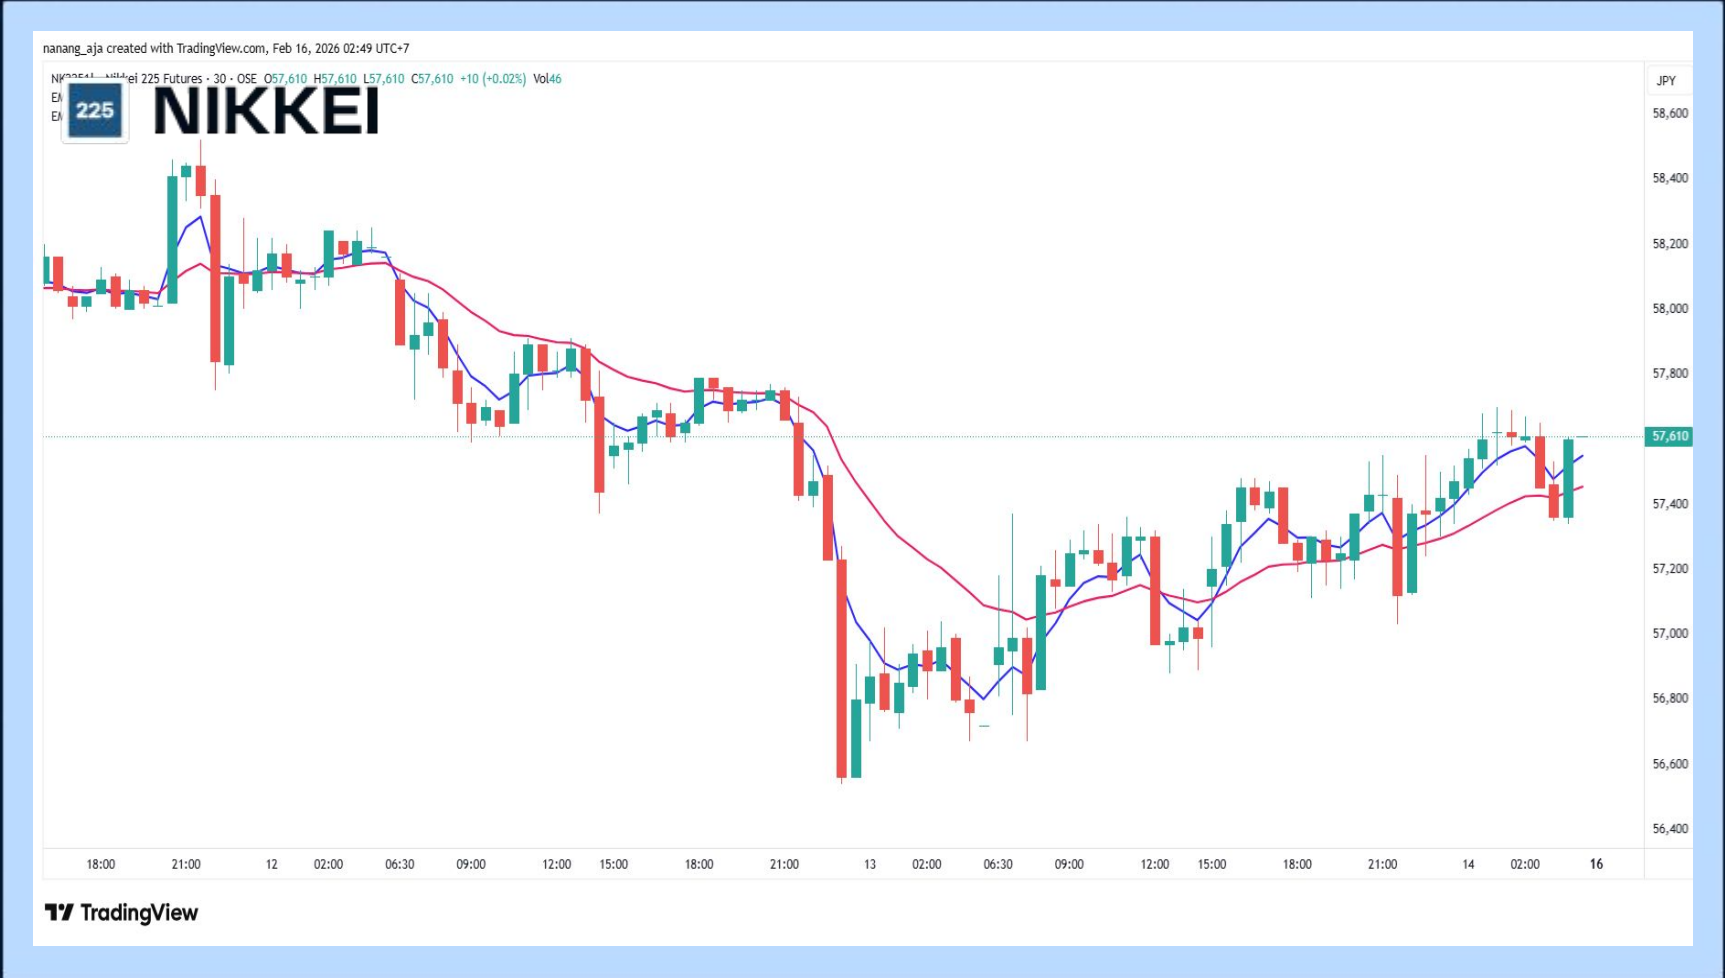 nanang_aja created with TradingView.com, Feb 16, 2026 02:49 UTC+7
225 Futures · 30 · OSE O57,610 H57,610 L57,610 C57,610 +10 (+0.02%) Vol46
225 NIKKEI
JPY
58,600
58,400
58,200
58,000
57,800
57,610
57,400
57,200
57,000
56,800
56,600
56,400
18:00 21:00 12 02:00 06:30 09:00 12:00 15:00 18:00 21:00 13 02:00 06:30 09:00 12:00 15:00 18:00 21:00 14 02:00 16
TradingView